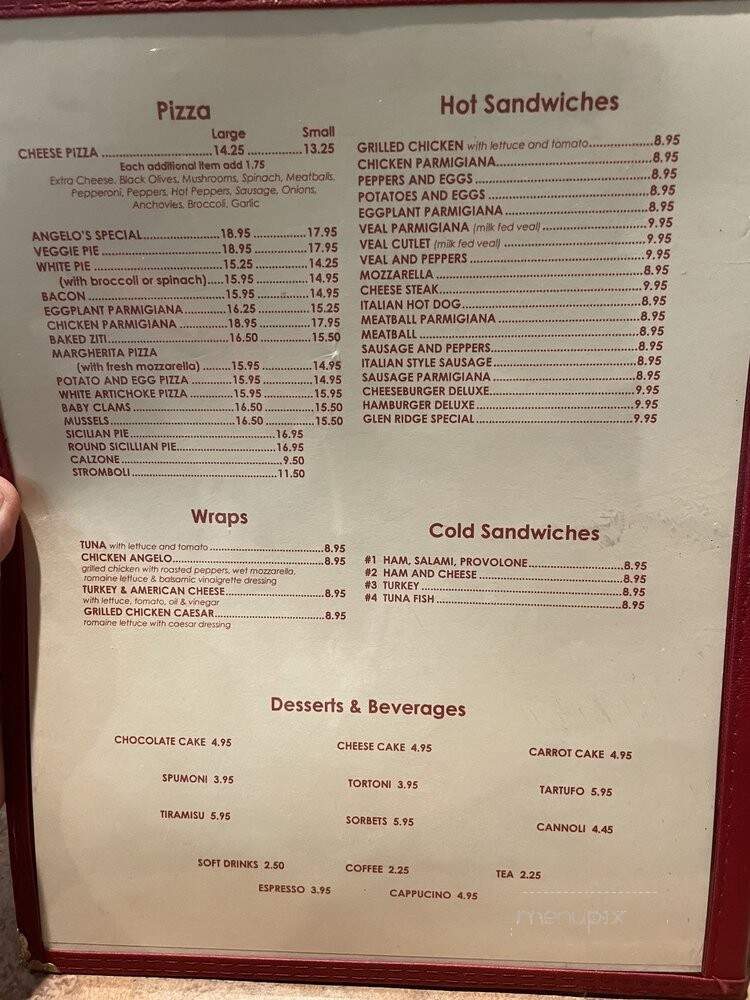 Pizza
Large Small
CHEESE PIZZA 14.25 13.25
Each additional item add 1.75
Extra Cheese, Black Olives, Mushrooms, Spinach, Meatballs,
Pepperoni, Peppers, Hot Peppers, Sausage, Onions,
Anchovies, Broccoli, Garlic
ANGELO'S SPECIAL 18.95 17.95
VEGGIE PIE 18.95 17.95
WHITE PIE 15.25 14.25
(with broccoli or spinach) 15.95 14.95
BACON 15.95 14.95
EGGPLANT PARMIGIANA 16.25 15.25
CHICKEN PARMIGIANA 18.95 17.95
BAKED ZITI 16.50 15.50
MARGHERITA PIZZA
(with fresh mozzarella) 15.95 14.95
POTATO AND EGG PIZZA 15.95 14.95
WHITE ARTICHOKE PIZZA 15.95 15.95
BABY CLAMS 16.50 15.50
MUSSELS 16.50 15.50
SICILIAN PIE 16.95
ROUND SICILLIAN PIE 16.95
CALZONE 9.50
STROMBOLI 11.50
Hot Sandwiches
GRILLED CHICKEN with lettuce and tomato 8.95
CHICKEN PARMIGIANA 8.95
PEPPERS AND EGGS 8.95
POTATOES AND EGGS 8.95
EGGPLANT PARMIGIANA 8.95
VEAL PARMIGIANA (milk fed veal) 9.95
VEAL CUTLET (milk fed veal) 9.95
VEAL AND PEPPERS 9.95
MOZZARELLA 8.95
CHEESE STEAK 9.95
ITALIAN HOT DOG 8.95
MEATBALL PARMIGIANA 8.95
MEATBALL 8.95
SAUSAGE AND PEPPERS 8.95
ITALIAN STYLE SAUSAGE 8.95
SAUSAGE PARMIGIANA 8.95
CHEESEBURGER DELUXE 9.95
HAMBURGER DELUXE 9.95
GLEN RIDGE SPECIAL 9.95
Wraps
TUNA with lettuce and tomato 8.95
CHICKEN ANGELO 8.95
grilled chicken with roasted peppers, wet mozzarella,
romaine lettuce & balsamic vinaigrette dressing
TURKEY & AMERICAN CHEESE 8.95
with lettuce, tomato, oil & vinegar
GRILLED CHICKEN CAESAR 8.95
romaine lettuce with caesar dressing
Cold Sandwiches
#1 HAM, SALAMI, PROVOLONE 8.95
#2 HAM AND CHEESE 8.95
#3 TURKEY 8.95
#4 TUNA FISH 8.95
Desserts & Beverages
CHOCOLATE CAKE 4.95 CHEESE CAKE 4.95 CARROT CAKE 4.95
SPUMONI 3.95 TORTONI 3.95 TARTUFO 5.95
TIRAMISU 5.95 SORBETS 5.95 CANNOLI 4.45
SOFT DRINKS 2.50 COFFEE 2.25 TEA 2.25
ESPRESSO 3.95 CAPPUCINO 4.95
menupix